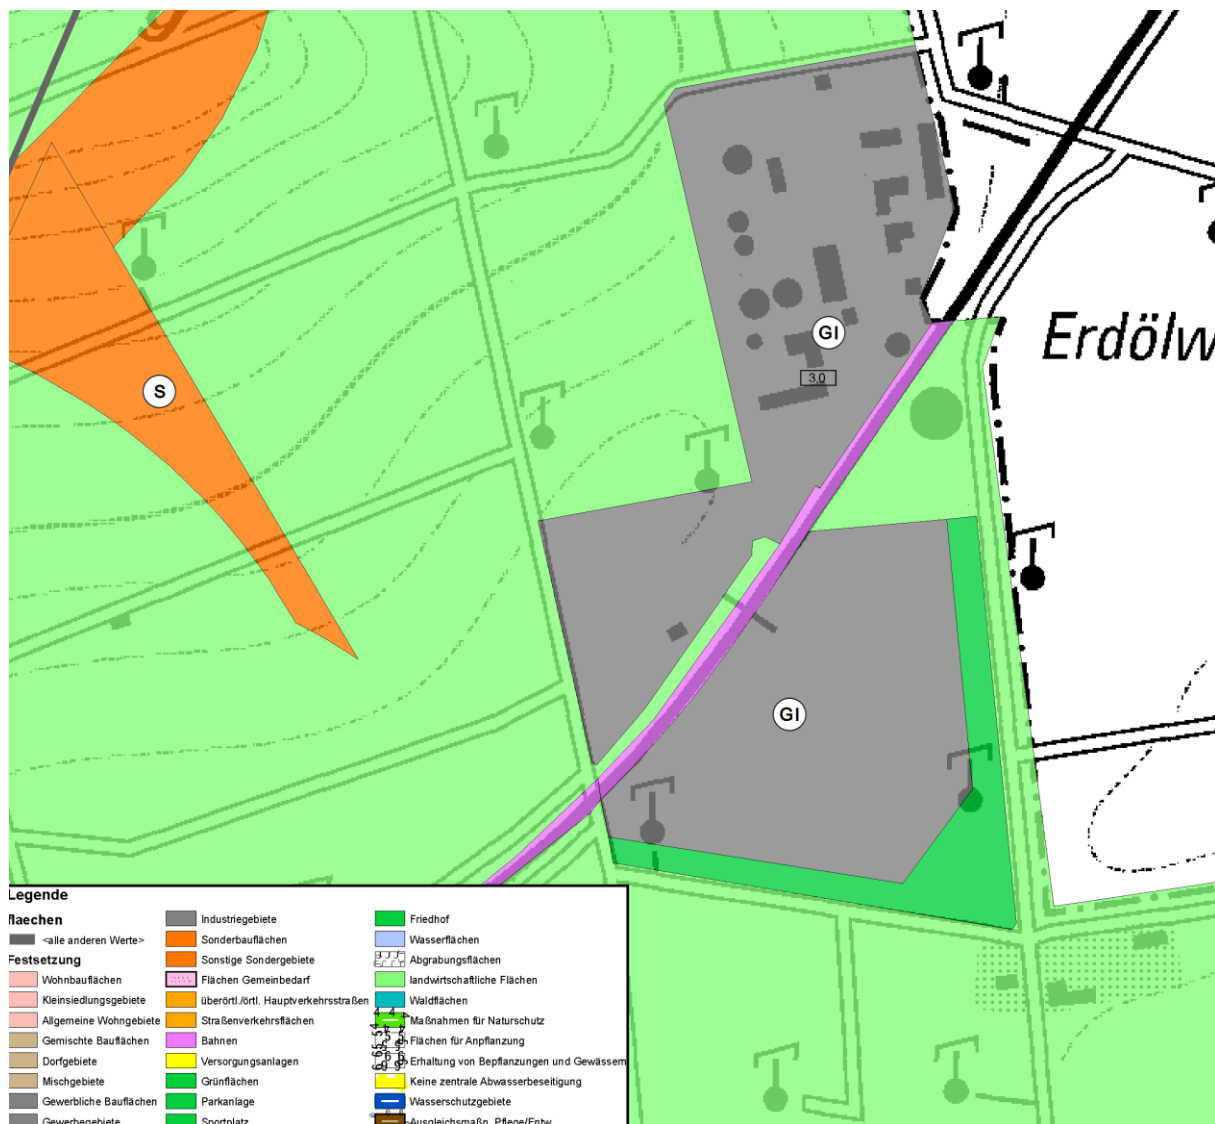 Erdölw
GI
3,0
S
GI
Legende
flaechen
<alle anderen Werte>
Festsetzung
Wohnbauflächen
Kleinsiedlungsgebiete
Allgemeine Wohngebiete
Gemischte Bauflächen
Dorfgebiete
Mischgebiete
Gewerbliche Bauflächen
Gewerbegebiete
Industriegebiete
Sonderbauflächen
Sonstige Sondergebiete
Flächen Gemeinbedarf
überörtl./örtl. Hauptverkehrsstraßen
Straßenverkehrsflächen
Bahnen
Versorgungsanlagen
Grünflächen
Parkanlage
Sportplatz
Friedhof
Wasserflächen
Abgrabungsflächen
landwirtschaftliche Flächen
Waldflächen
Maßnahmen für Naturschutz
Flächen für Anpflanzung
Erhaltung von Bepflanzungen und Gewässern
Keine zentrale Abwasserbeseitigung
Wasserschutzgebiete
Ausgleichsmaßn. Pflege/Entw.